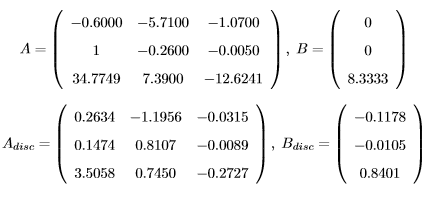 A = ( −0.6000 −5.7100 −1.0700
1 −0.2600 −0.0050
34.7749 7.3900 −12.6241 ) , B = ( 0
0
8.3333 )
A_disc = ( 0.2634 −1.1956 −0.0315
0.1474 0.8107 −0.0089
3.5058 0.7450 −0.2727 ) , B_disc = ( −0.1178
−0.0105
0.8401 )